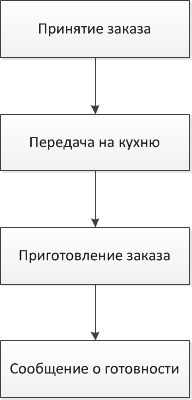 Принятие заказа
Передача на кухню
Приготовление заказа
Сообщение о готовности